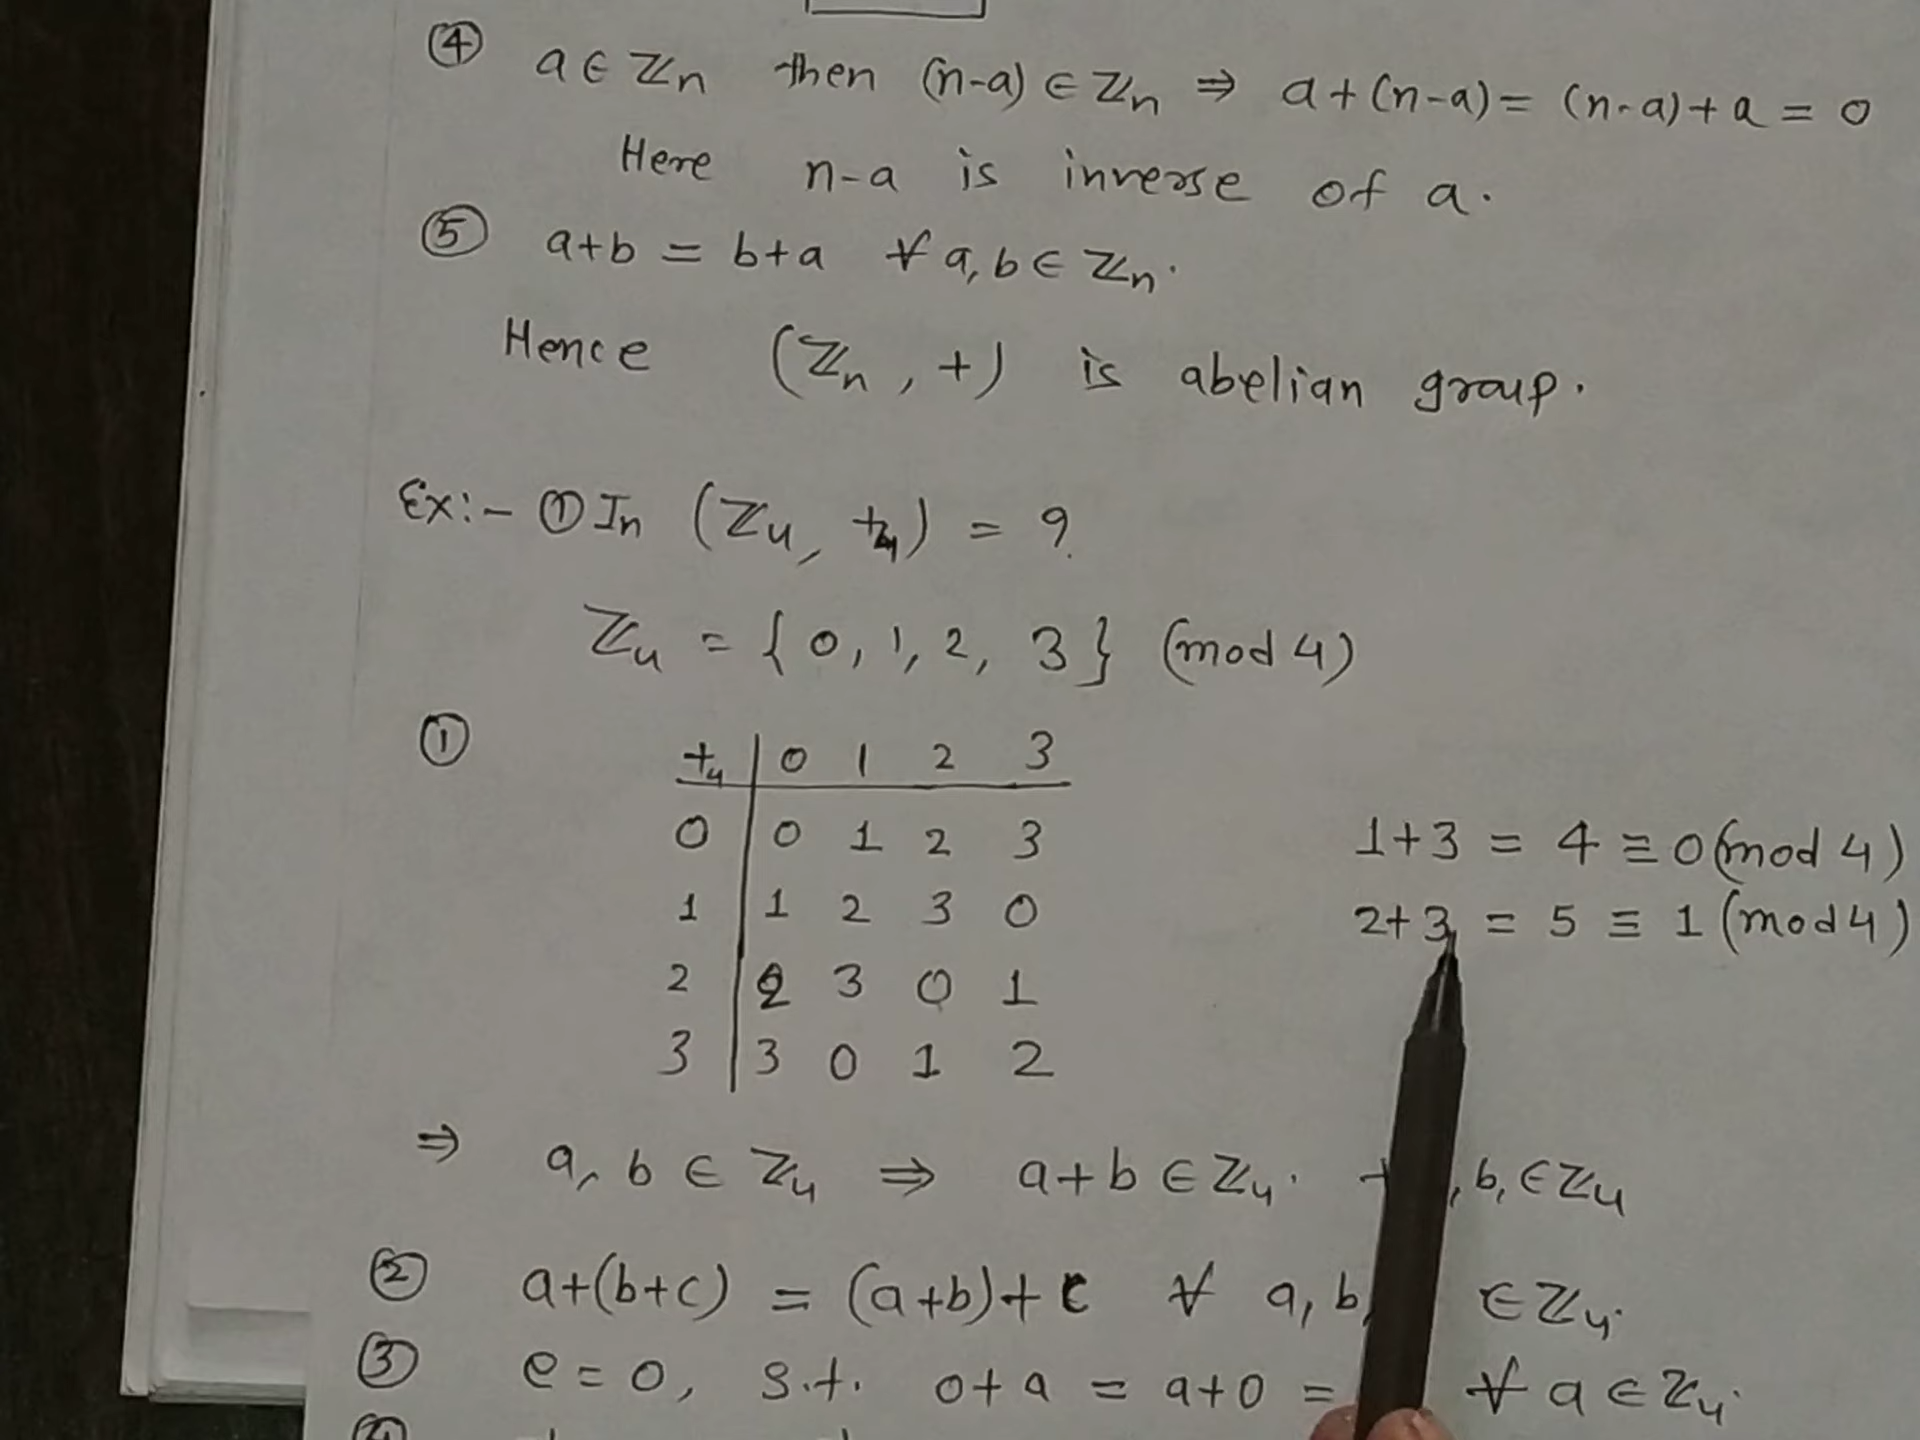 ④ a ∈ ℤn then (n-a) ∈ ℤn ⇒ a+(n-a) = (n-a)+a = 0
Here n-a is inverse of a.
⑤ a+b = b+a ∀ a, b ∈ ℤn.
Hence (ℤn, +) is abelian group.
Ex:- ① In (ℤ4, +4) = ?
ℤ4 = {0, 1, 2, 3} (mod 4)
① +4 | 0 1 2 3
0 | 0 1 2 3
1 | 1 2 3 0
2 | 2 3 0 1
3 | 3 0 1 2
1+3 = 4 ≡ 0 (mod 4)
2+3 = 5 ≡ 1 (mod 4)
⇒ a, b ∈ ℤ4 ⇒ a+b ∈ ℤ4. , b, ∈ ℤ4
② a+(b+c) = (a+b)+c ∀ a, b, ∈ ℤ4.
③ e = 0, s.t. 0+a = a+0 = ∀ a ∈ ℤ4.